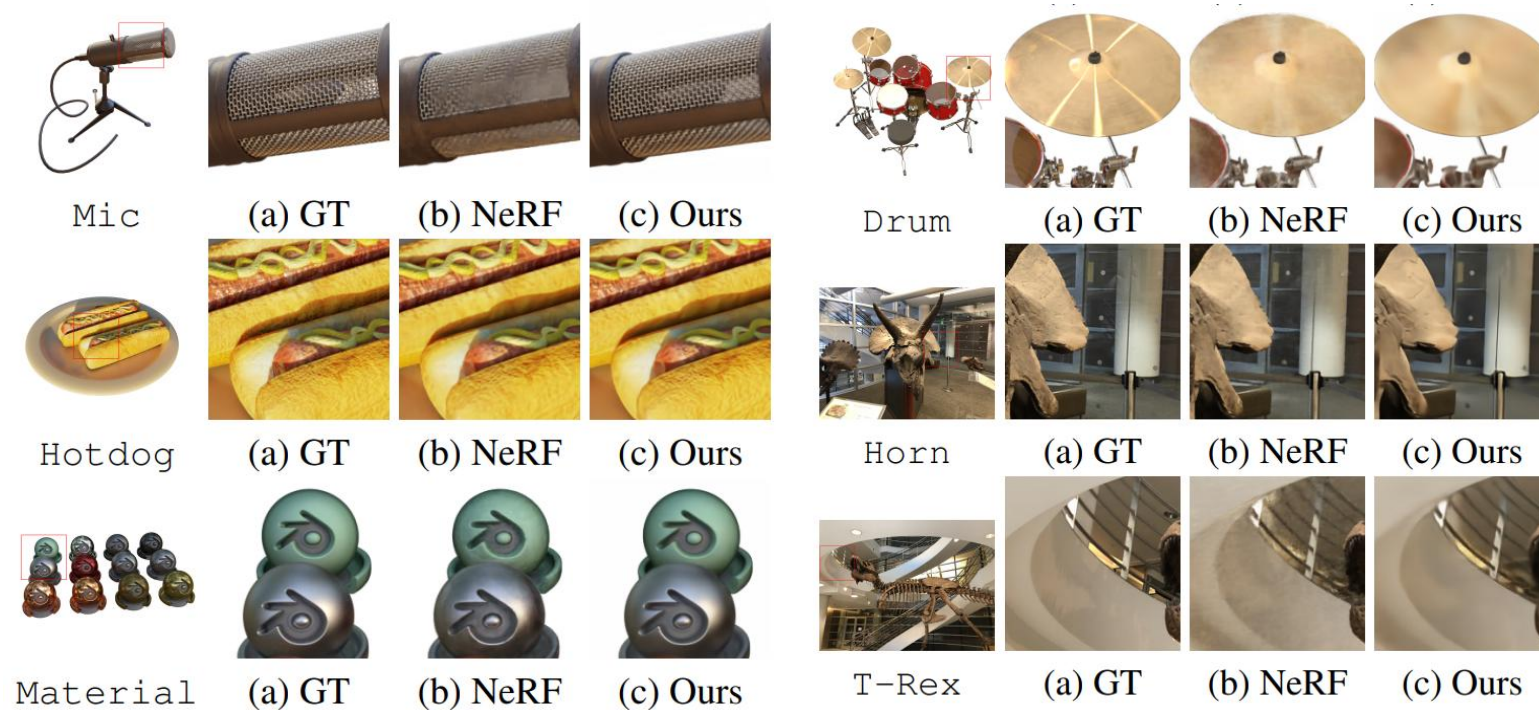 Mic (a) GT (b) NeRF (c) Ours
Drum (a) GT (b) NeRF (c) Ours
Hotdog (a) GT (b) NeRF (c) Ours
Horn (a) GT (b) NeRF (c) Ours
Material (a) GT (b) NeRF (c) Ours
T-Rex (a) GT (b) NeRF (c) Ours